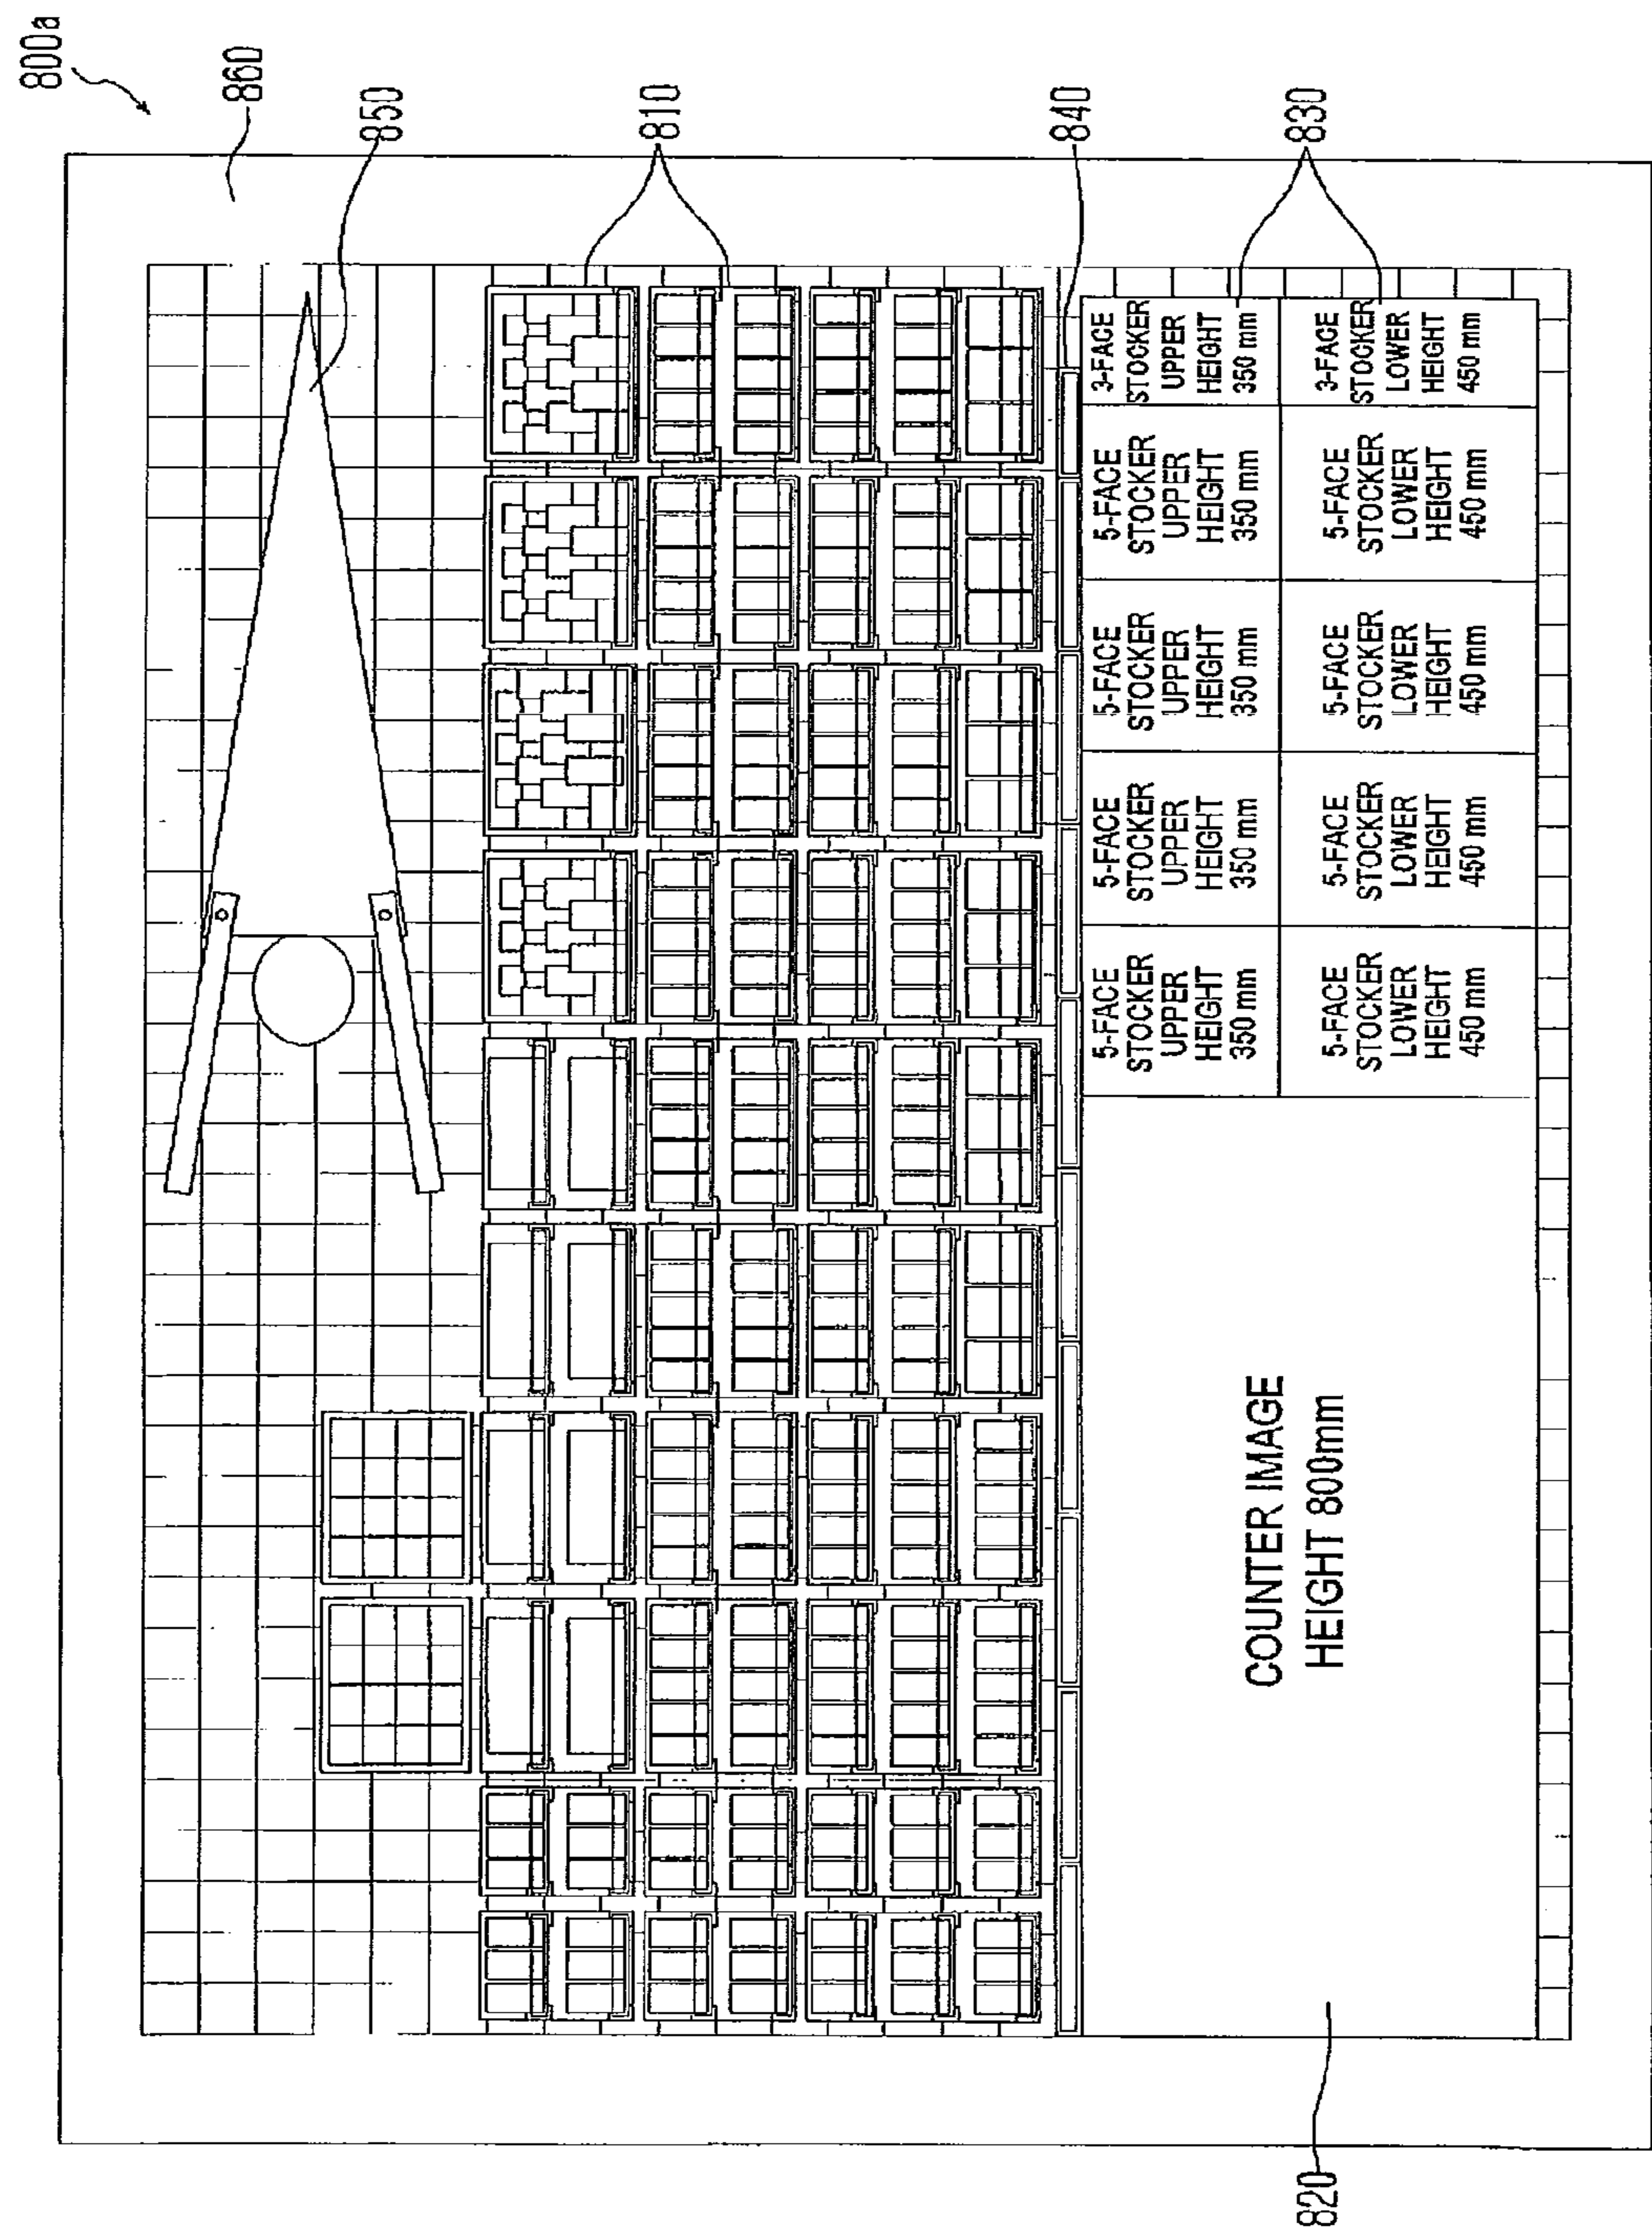 800a
860
850
810
840
5-FACE
STOCKER
UPPER
HEIGHT
350 mm
5-FACE
STOCKER
UPPER
HEIGHT
350 mm
5-FACE
STOCKER
UPPER
HEIGHT
350 mm
5-FACE
STOCKER
UPPER
HEIGHT
350 mm
3-FACE
STOCKER
UPPER
HEIGHT
350 mm
830
820
COUNTER IMAGE
HEIGHT 800mm
5-FACE
STOCKER
LOWER
HEIGHT
450 mm
5-FACE
STOCKER
LOWER
HEIGHT
450 mm
5-FACE
STOCKER
LOWER
HEIGHT
450 mm
5-FACE
STOCKER
LOWER
HEIGHT
450 mm
3-FACE
STOCKER
LOWER
HEIGHT
450 mm